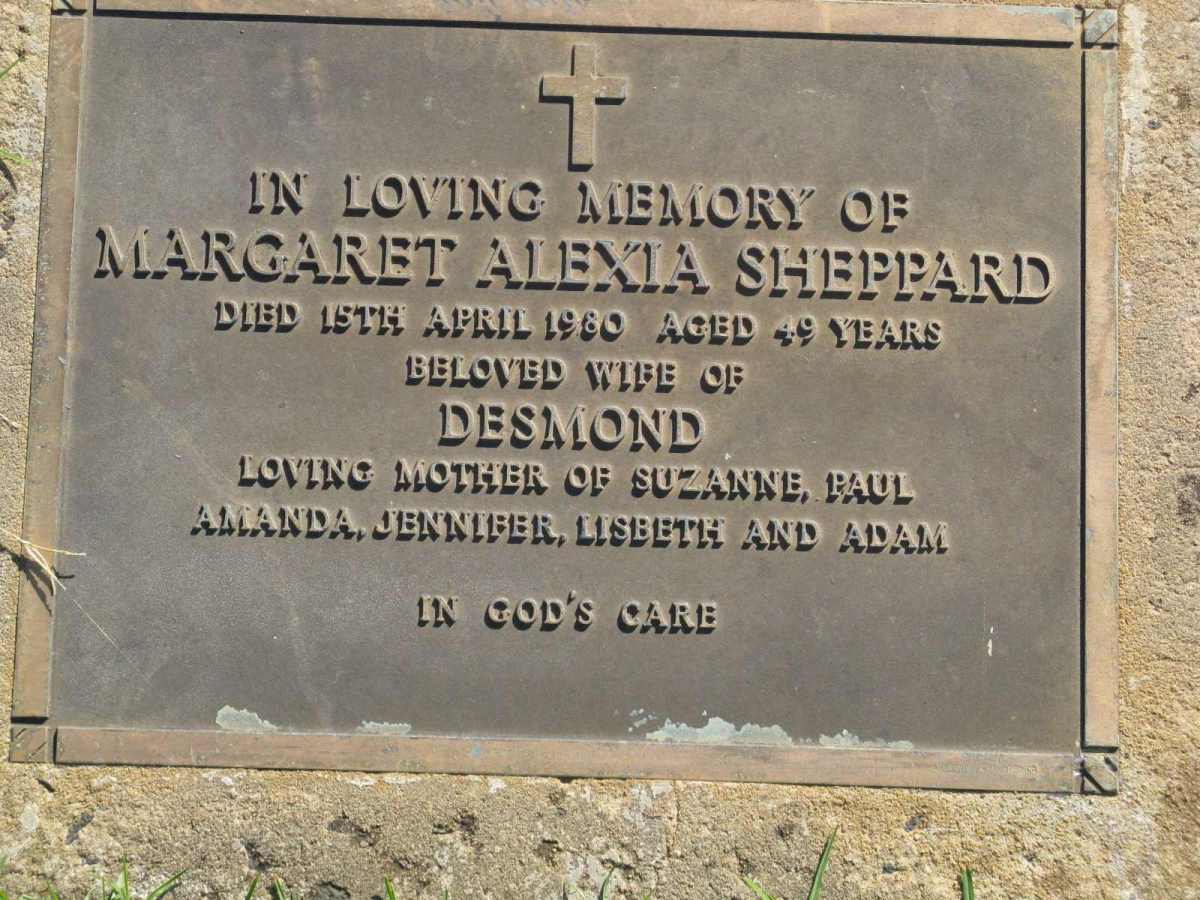 IN LOVING MEMORY OF
MARGARET ALEXIA SHEPPARD
DIED 15TH APRIL 1980 AGED 49 YEARS
BELOVED WIFE OF
DESMOND
LOVING MOTHER OF SUZANNE, PAUL
AMANDA, JENNIFER, LISBETH AND ADAM
IN GOD'S CARE